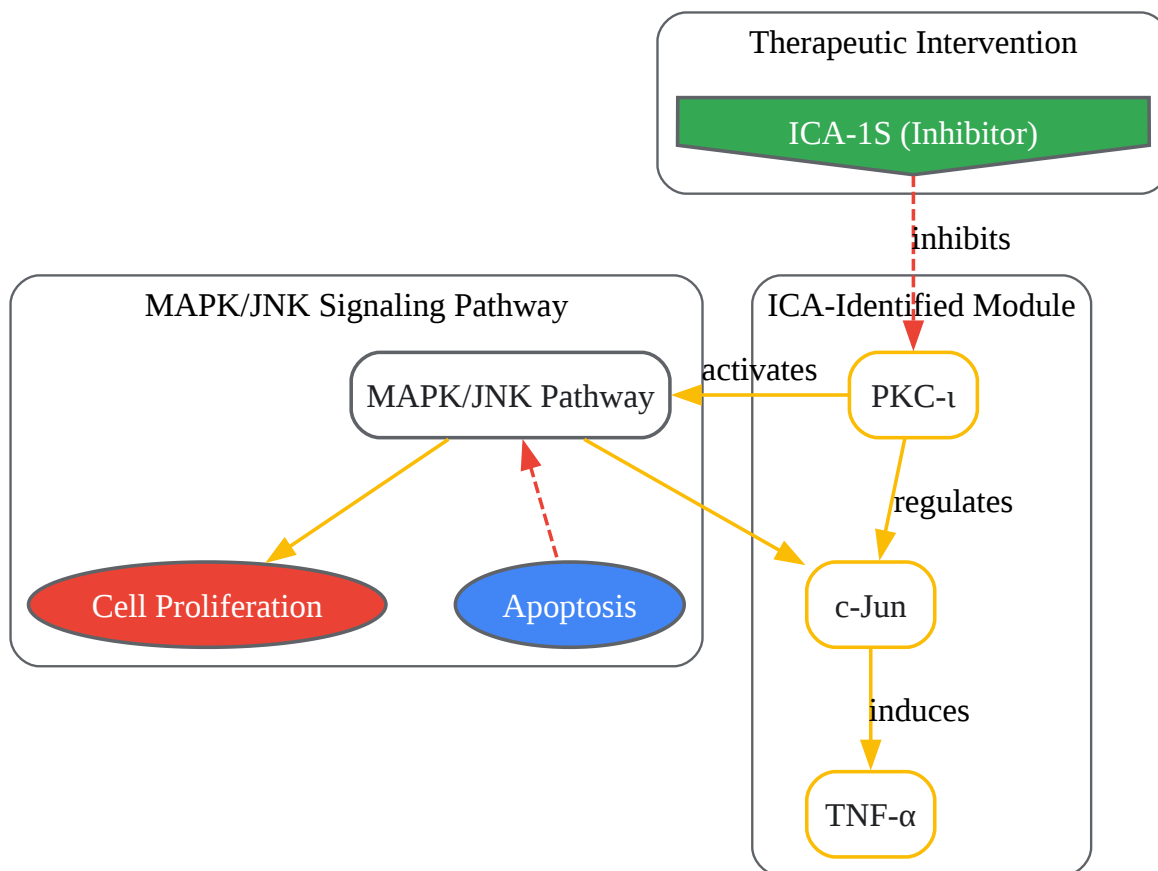 Therapeutic Intervention
ICA-1S (Inhibitor)
inhibits
MAPK/JNK Signaling Pathway
ICA-Identified Module
activates
MAPK/JNK Pathway
PKC-ι
regulates
Cell Proliferation
Apoptosis
c-Jun
induces
TNF-α